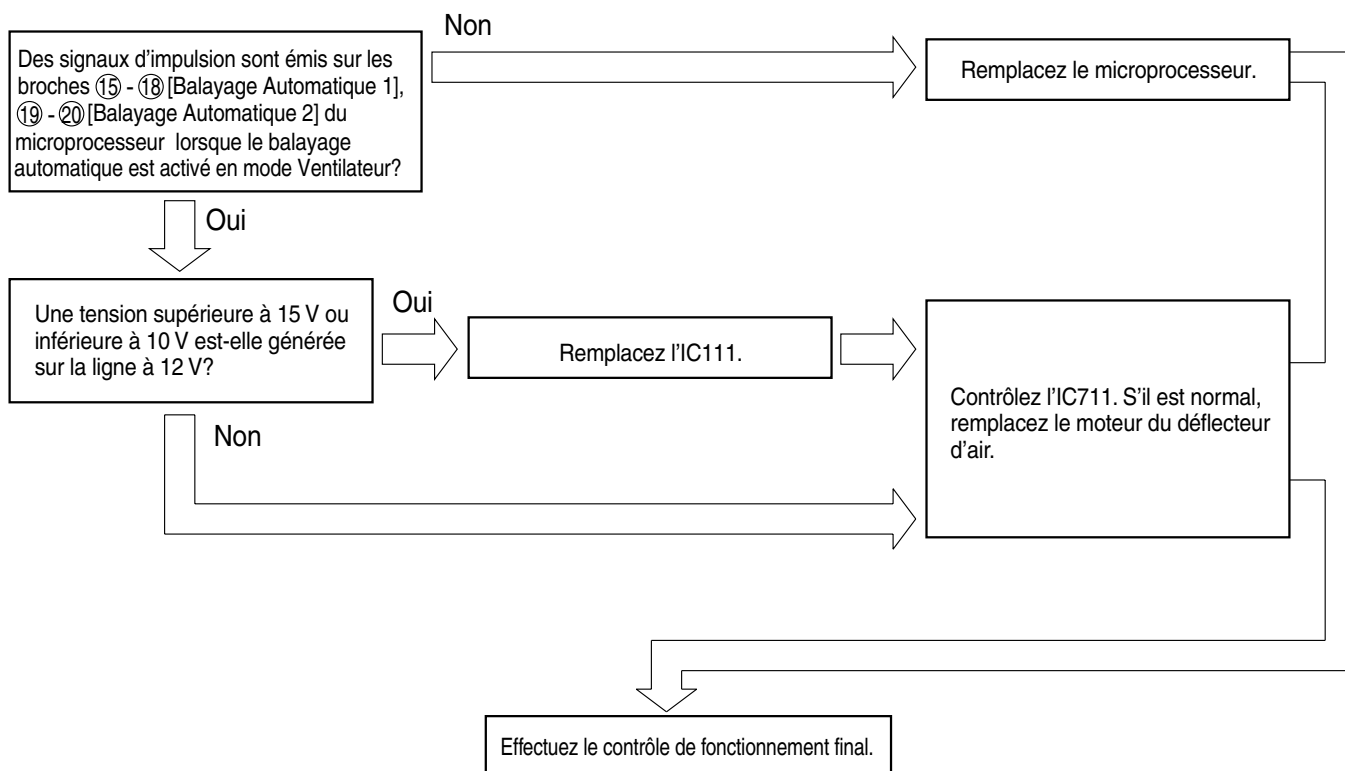 Non
Des signaux d'impulsion sont émis sur les
broches ⑮ - ⑱ [Balayage Automatique 1],
⑲ - ⑳ [Balayage Automatique 2] du
microprocesseur lorsque le balayage
automatique est activé en mode Ventilateur?
Remplacez le microprocesseur.
Oui
Une tension supérieure à 15 V ou
inférieure à 10 V est-elle générée
sur la ligne à 12 V?
Oui
Remplacez l'IC111.
Contrôlez l'IC711. S'il est normal,
remplacez le moteur du déflecteur
d'air.
Non
Effectuez le contrôle de fonctionnement final.